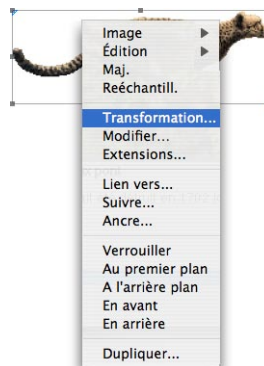 Image
Édition
Maj.
Reéchantill.
Transformation...
Modifier...
Extensions...
Lien vers...
Suivre...
Ancre...
Verrouiller
Au premier plan
A l'arrière plan
En avant
En arrière
Dupliquer...